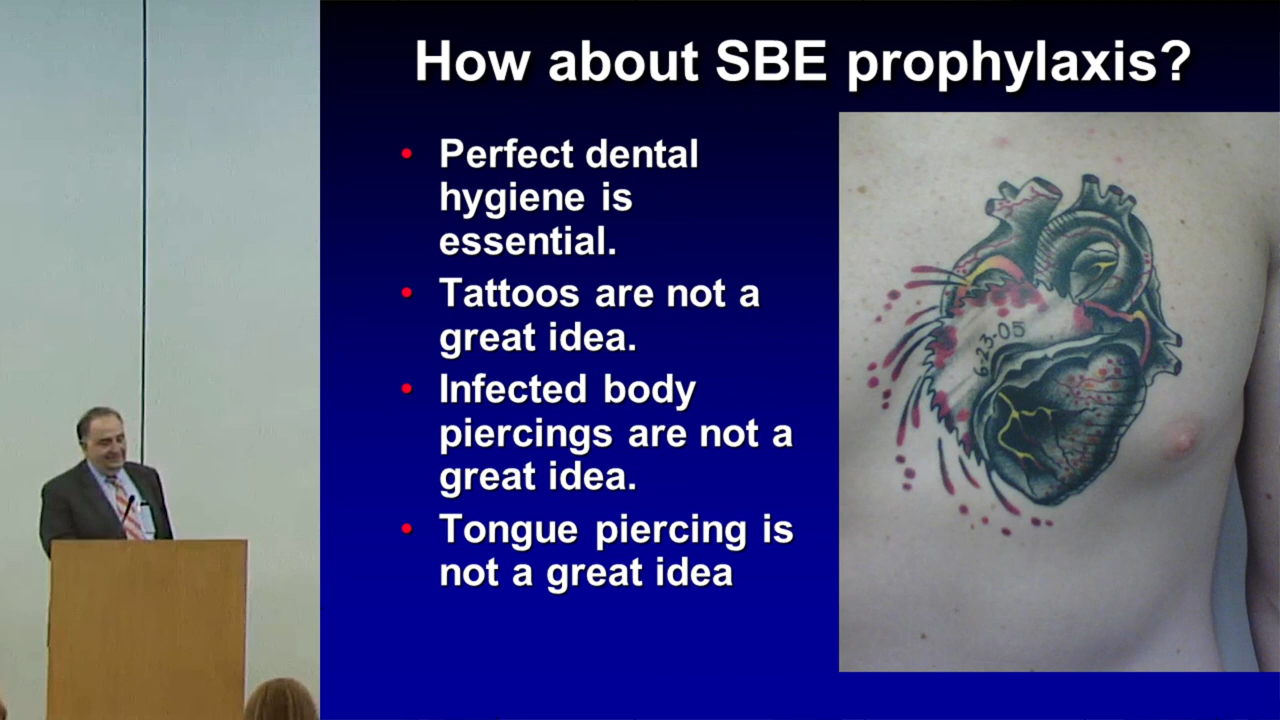 How about SBE prophylaxis?
• Perfect dental
hygiene is
essential.
• Tattoos are not a
great idea.
• Infected body
piercings are not a
great idea.
• Tongue piercing is
not a great idea
6-23-05